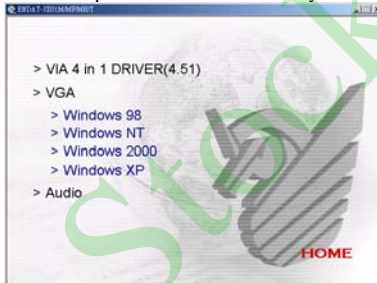 > VIA 4 in 1 DRIVER(4.51)
> VGA
> Windows 98
> Windows NT
> Windows 2000
> Windows XP
> Audio
HOME